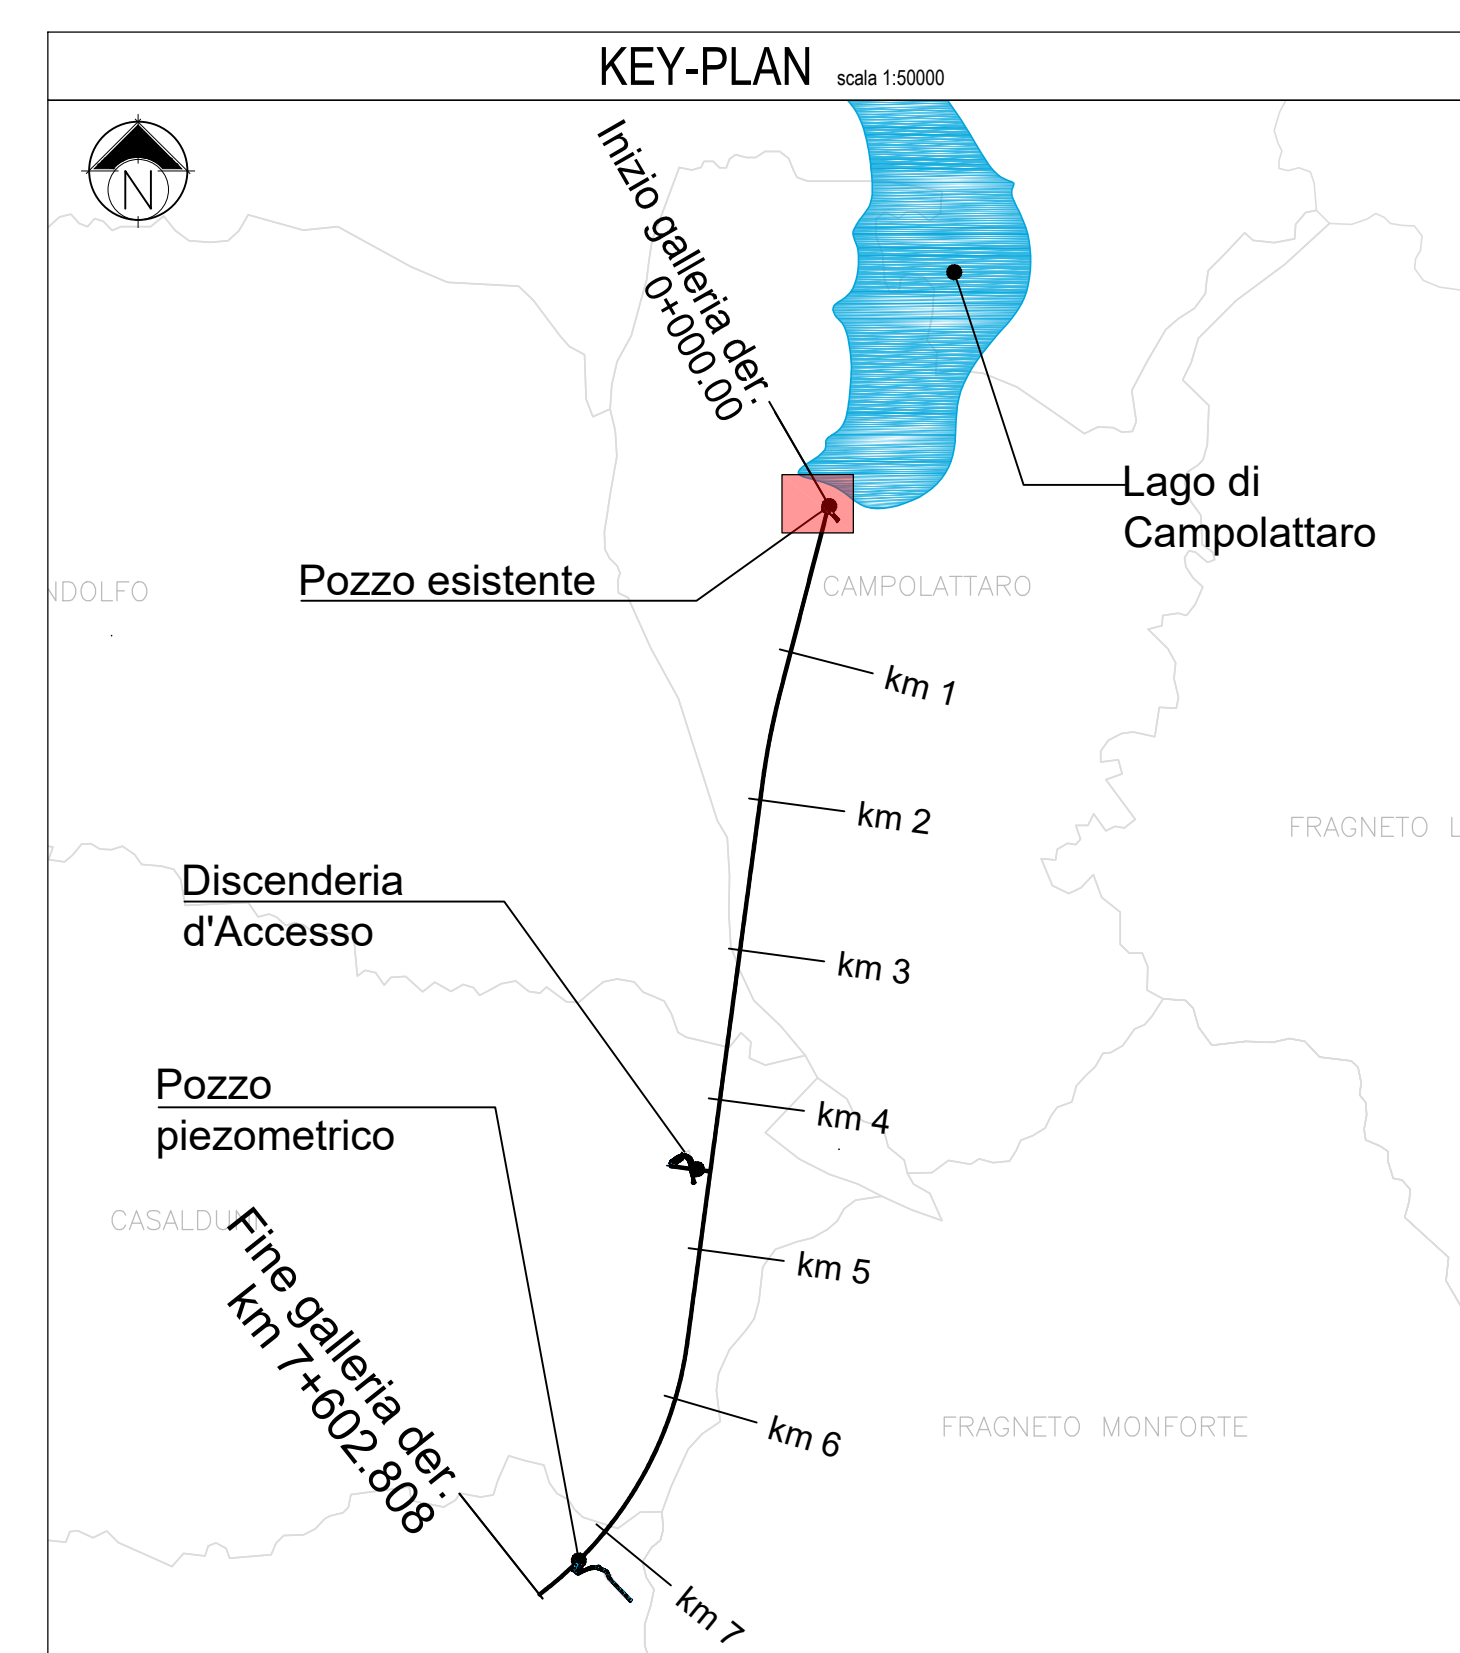 KEY-PLAN scala 1:50000
N
Inizio galleria der.
0+000.00
Lago di
Campolattaro
Pozzo esistente
NDOLFO
CAMPOLATTARO
km 1
km 2
FRAGNETO L
Discenderia
d'Accesso
km 3
Pozzo
piezometrico
km 4
CASALDUNI
Fine galleria der.
km 7+602.808
km 5
km 6
FRAGNETO MONFORTE
km 7